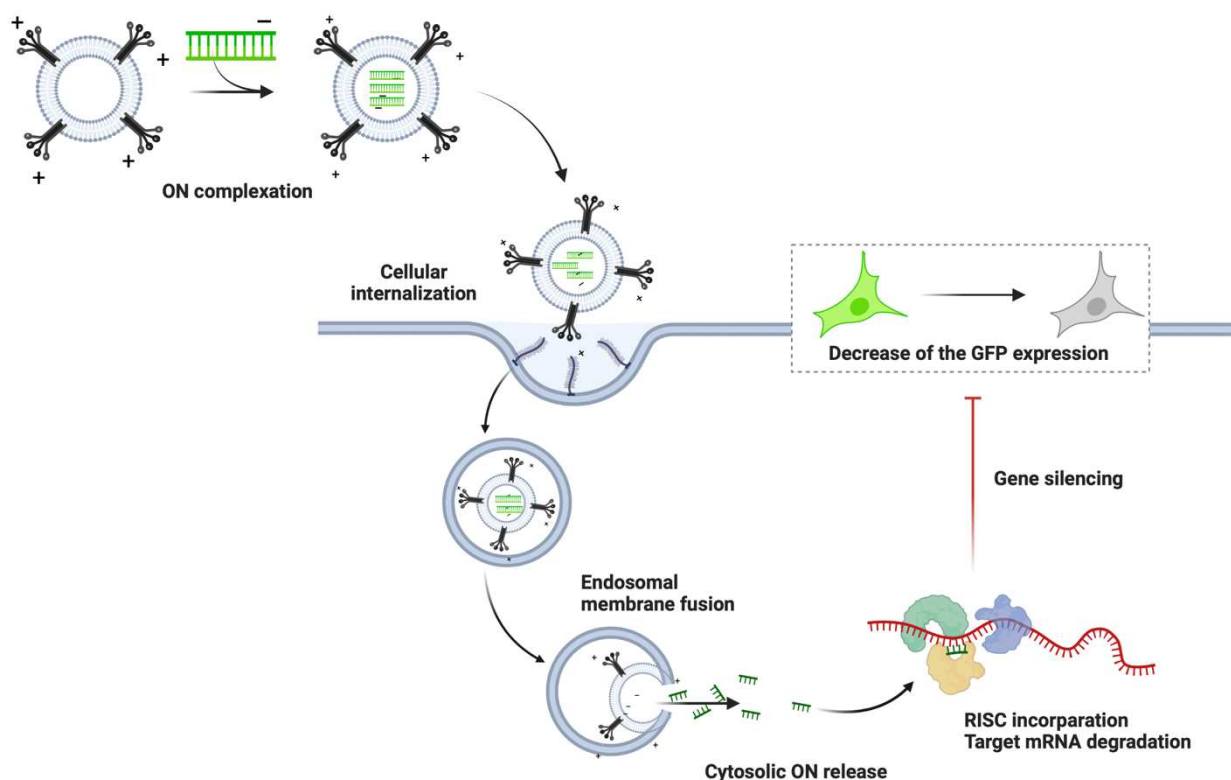 ON complexation
Cellular
internalization
Decrease of the GFP expression
Gene silencing
Endosomal
membrane fusion
RISC incorparation
Target mRNA degradation
Cytosolic ON release